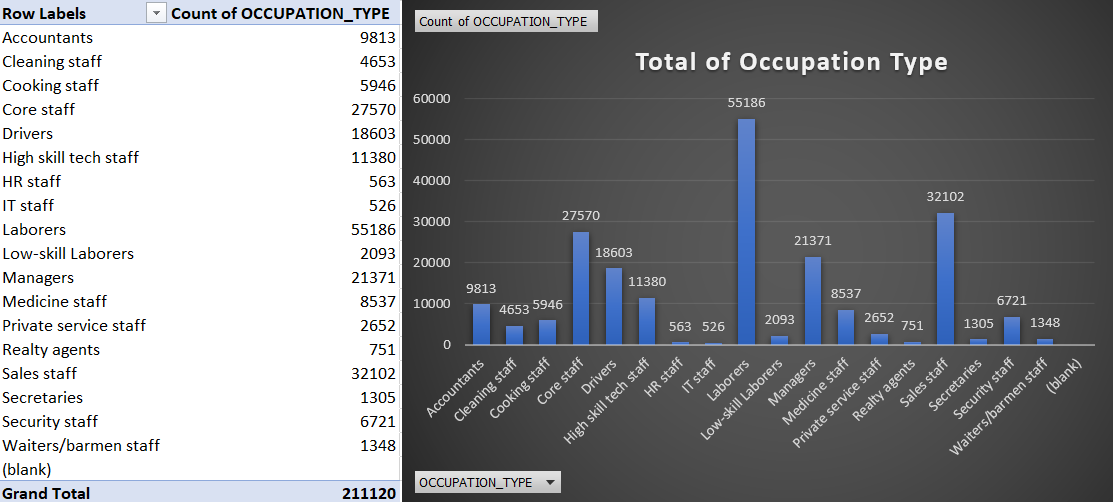 Row Labels Count of OCCUPATION_TYPE
Accountants 9813
Cleaning staff 4653
Cooking staff 5946
Core staff 27570
Drivers 18603
High skill tech staff 11380
HR staff 563
IT staff 526
Laborers 55186
Low-skill Laborers 2093
Managers 21371
Medicine staff 8537
Private service staff 2652
Realty agents 751
Sales staff 32102
Secretaries 1305
Security staff 6721
Waiters/barmen staff 1348
(blank)
Grand Total 211120
Count of OCCUPATION_TYPE
Total of Occupation Type
60000
50000
40000
30000
20000
10000
0
9813
4653
5946
27570
18603
11380
563
526
55186
2093
21371
8537
2652
751
32102
1305
6721
1348
Accountants
Cleaning staff
Cooking staff
Core staff
Drivers
High skill tech staff
HR staff
IT staff
Laborers
Low-skill Laborers
Managers
Medicine staff
Private service staff
Realty agents
Sales staff
Secretaries
Security staff
Waiters/barmen staff
(blank)
OCCUPATION_TYPE